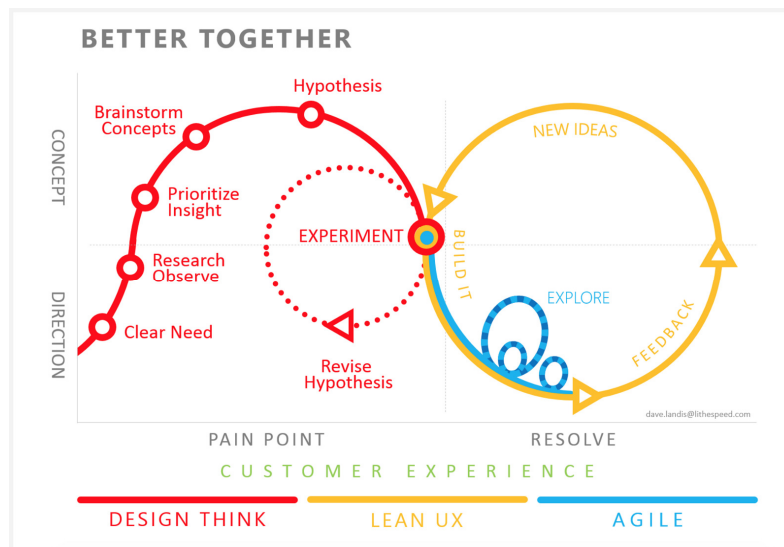 BETTER TOGETHER
CONCEPT
DIRECTION
Hypothesis
Brainstorm
Concepts
Prioritize
Insight
Research
Observe
Clear Need
EXPERIMENT
Revise
Hypothesis
NEW IDEAS
BUILD IT
EXPLORE
FEEDBACK
dave.landis@lithespeed.com
PAIN POINT
RESOLVE
CUSTOMER EXPERIENCE
DESIGN THINK
LEAN UX
AGILE